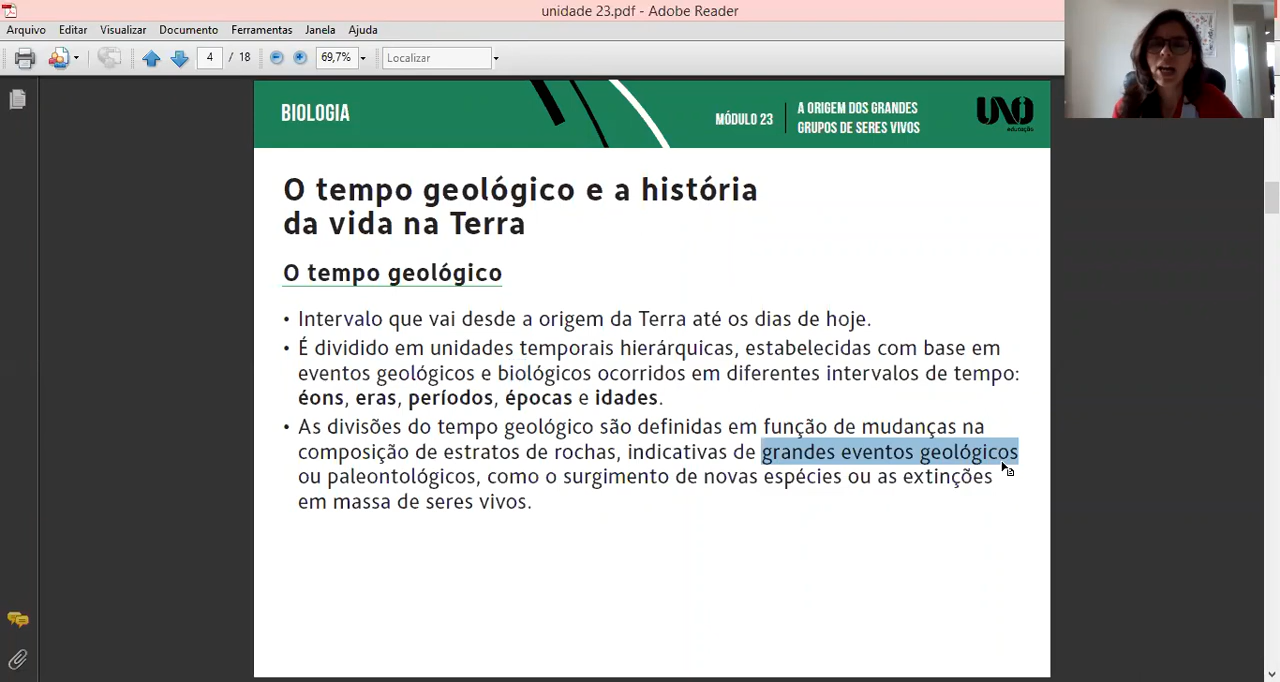 unidade 23.pdf - Adobe Reader
Arquivo Editar Visualizar Documento Ferramentas Janela Ajuda
4 / 18 69,7% Localizar
BIOLOGIA
MÓDULO 23
A ORIGEM DOS GRANDES
GRUPOS DE SERES VIVOS
UNO
educação
O tempo geológico e a história
da vida na Terra
O tempo geológico
• Intervalo que vai desde a origem da Terra até os dias de hoje.
• É dividido em unidades temporais hierárquicas, estabelecidas com base em
eventos geológicos e biológicos ocorridos em diferentes intervalos de tempo:
éons, eras, períodos, épocas e idades.
• As divisões do tempo geológico são definidas em função de mudanças na
composição de estratos de rochas, indicativas de grandes eventos geológicos
ou paleontológicos, como o surgimento de novas espécies ou as extinções
em massa de seres vivos.